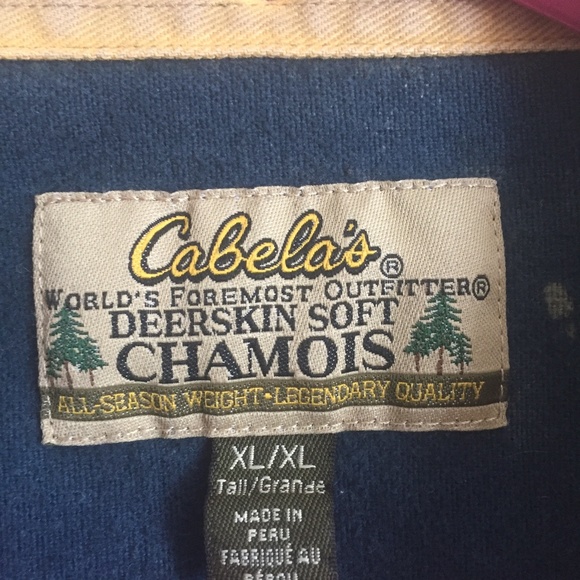 Cabela's®
WORLD'S FOREMOST OUTFITTER®
DEERSKIN SOFT
CHAMOIS
ALL-SEASON WEIGHT·LEGENDARY QUALITY
XL/XL
Tall/Grande
MADE IN
PERU
FABRIQUÉ AU
PÉROU